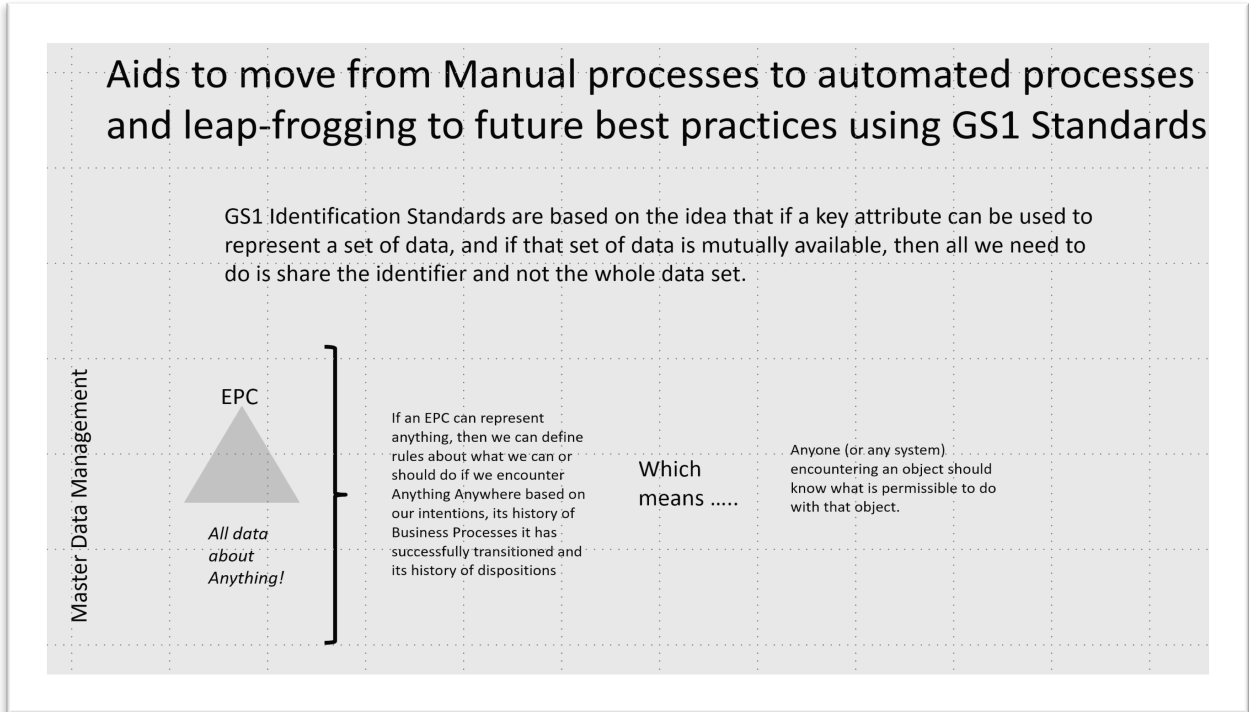 Aids to move from Manual processes to automated processes
and leap-frogging to future best practices using GS1 Standards
GS1 Identification Standards are based on the idea that if a key attribute can be used to
represent a set of data, and if that set of data is mutually available, then all we need to
do is share the identifier and not the whole data set.
Master Data Management
EPC
All data
about
Anything!
If an EPC can represent
anything, then we can define
rules about what we can or
should do if we encounter
Anything Anywhere based on
our intentions, its history of
Business Processes it has
successfully transitioned and
its history of dispositions
Which
means .....
Anyone (or any system)
encountering an object should
know what is permissible to do
with that object.